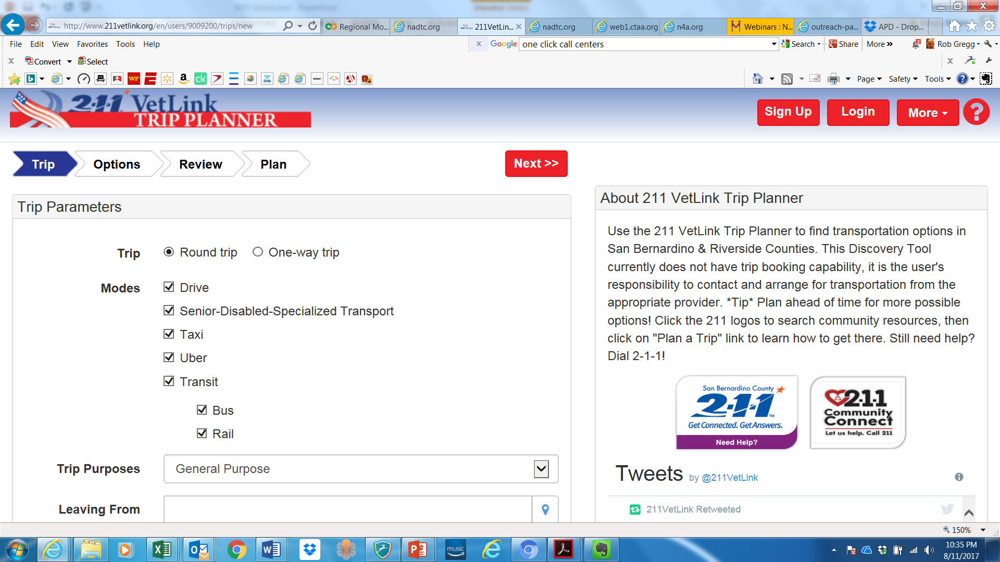 http://www.211vetlink.org/en/users/9009200/trips/new
Regional Mo...
nadtc.org
211VetLin...
nadtc.org
web1.ctaa.org
n4a.org
Webinars : N...
outreach-pa...
APD - Drop...
File Edit View Favorites Tools Help
x Google one click call centers Search Share More »
2 Rob Gregg
x Convert Select
Page Safety Tools
2-1-1 VetLink
TRIP PLANNER
Sign Up
Login
More
?
Trip
Options
Review
Plan
Next >>
Trip Parameters
Trip Round trip One-way trip
Modes Drive
Senior-Disabled-Specialized Transport
Taxi
Uber
Transit
Bus
Rail
Trip Purposes General Purpose
Leaving From
About 211 VetLink Trip Planner
Use the 211 VetLink Trip Planner to find transportation options in
San Bernardino & Riverside Counties. This Discovery Tool
currently does not have trip booking capability, it is the user's
responsibility to contact and arrange for transportation from the
appropriate provider. *Tip* Plan ahead of time for more possible
options! Click the 211 logos to search community resources, then
click on "Plan a Trip" link to learn how to get there. Still need help?
Dial 2-1-1!
San Bernardino County
2-1-1 TM
Get Connected. Get Answers.
Need Help?
2-1-1
Community
Connect
Let us help. Call 211
Tweets by @211VetLink
211VetLink Retweeted
150%
music
10:35 PM
8/11/2017